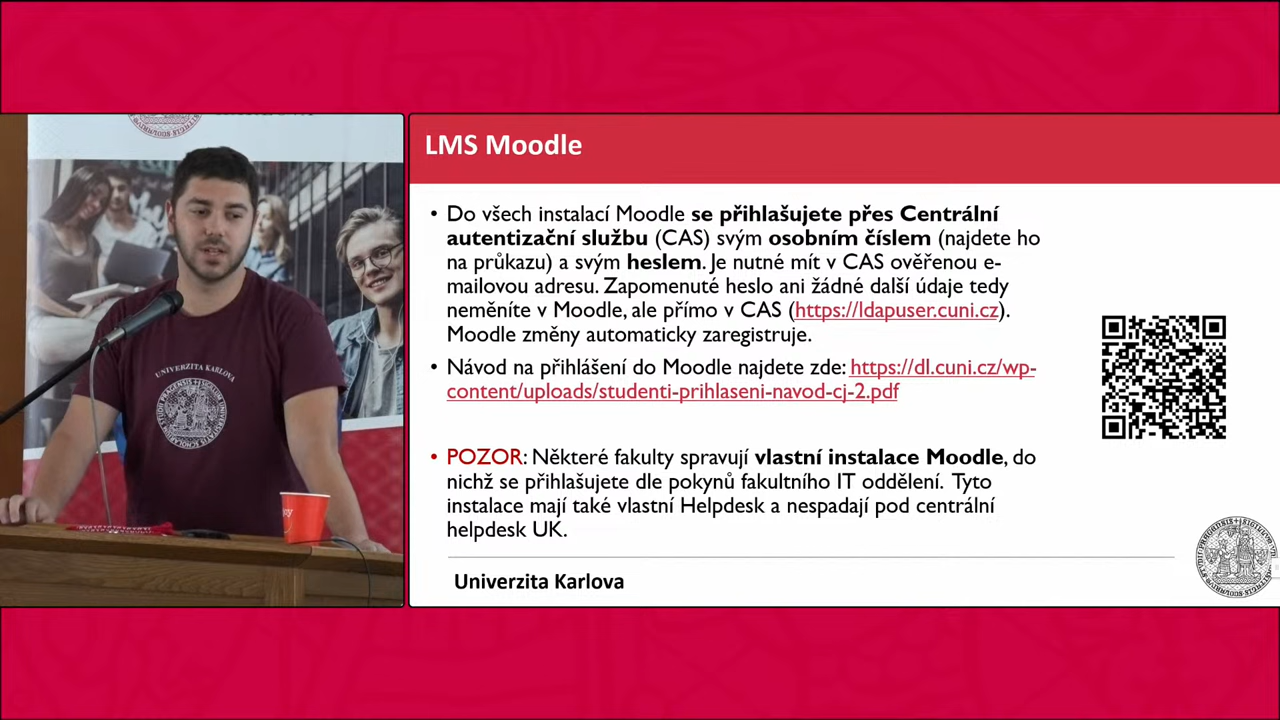 LMS Moodle
• Do všech instalací Moodle se přihlašujete přes Centrální
autentizační službu (CAS) svým osobním číslem (najdete ho
na průkazu) a svým heslem. Je nutné mít v CAS ověřenou e-
mailovou adresu. Zapomenuté heslo ani žádné další údaje tedy
neměníte v Moodle, ale přímo v CAS (https://ldapuser.cuni.cz).
Moodle změny automaticky zaregistruje.
• Návod na přihlášení do Moodle najdete zde: https://dl.cuni.cz/wp-
content/uploads/studenti-prihlaseni-navod-cj-2.pdf
• POZOR: Některé fakulty spravují vlastní instalace Moodle, do
nichž se přihlašujete dle pokynů fakultního IT oddělení. Tyto
instalace mají také vlastní Helpdesk a nespadají pod centrální
helpdesk UK.
Univerzita Karlova
UNIVERZITA KARLOVA